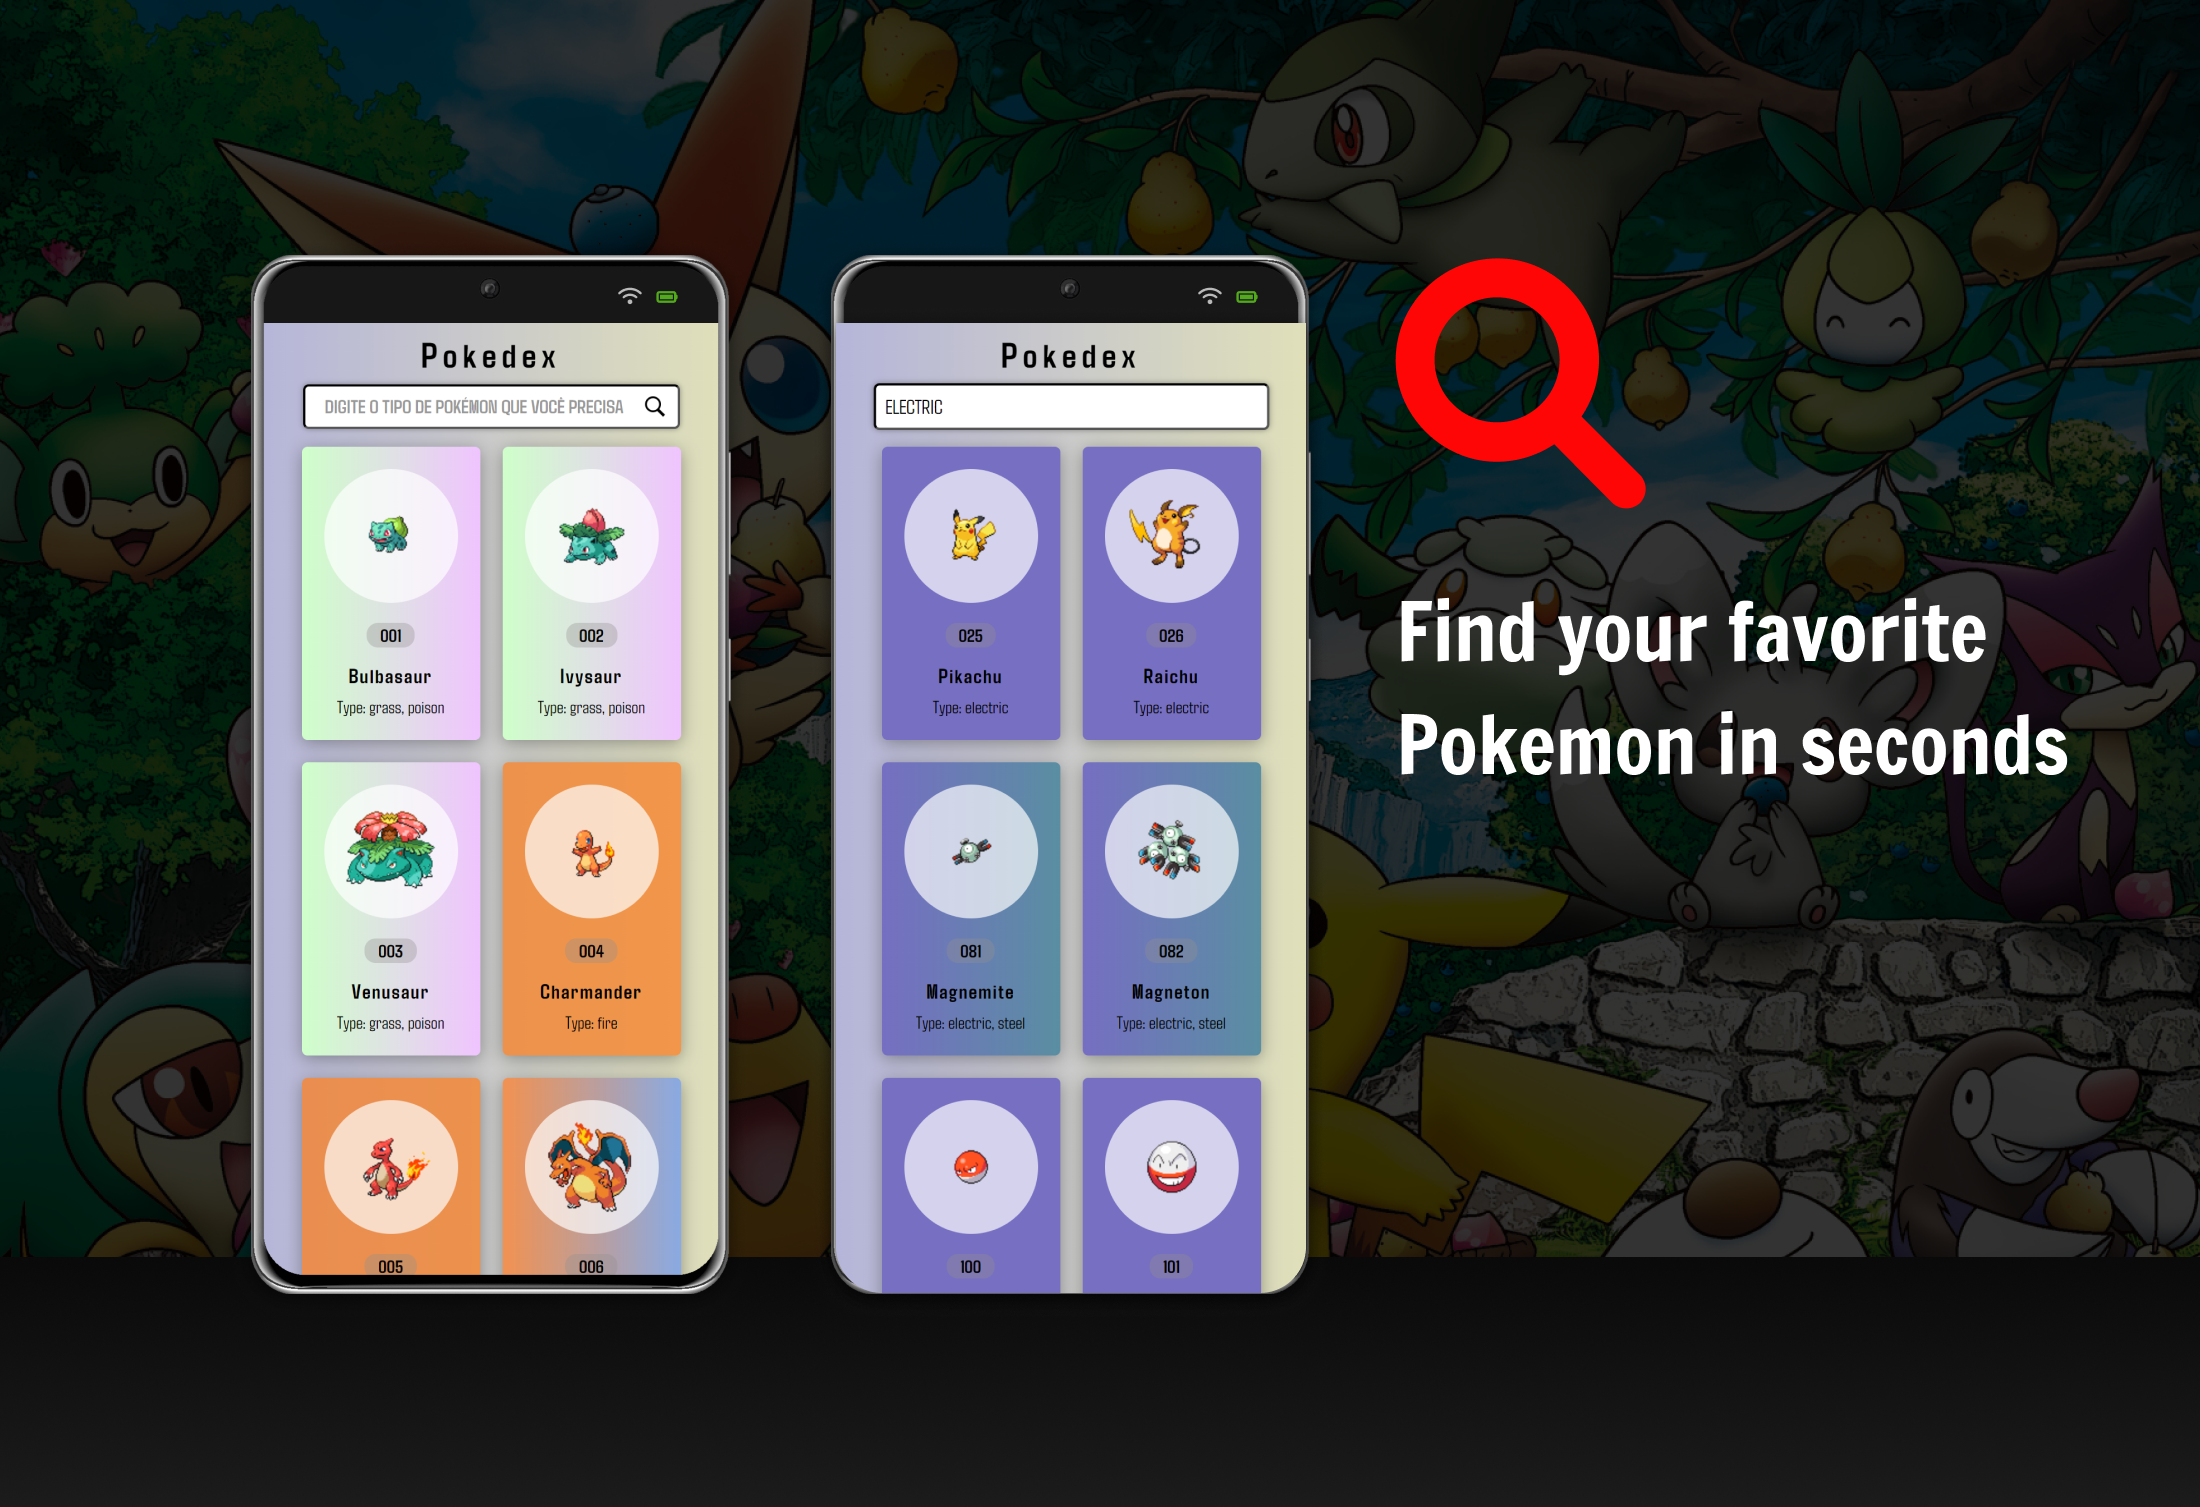 Pokedex
DIGITE O TIPO DE POKÉMON QUE VOCÊ PRECISA
001
Bulbasaur
Type: grass, poison
002
Ivysaur
Type: grass, poison
003
Venusaur
Type: grass, poison
004
Charmander
Type: fire
005
006
Pokedex
ELECTRIC
025
Pikachu
Type: electric
026
Raichu
Type: electric
081
Magnemite
Type: electric, steel
082
Magneton
Type: electric, steel
100
101
Find your favorite
Pokemon in seconds